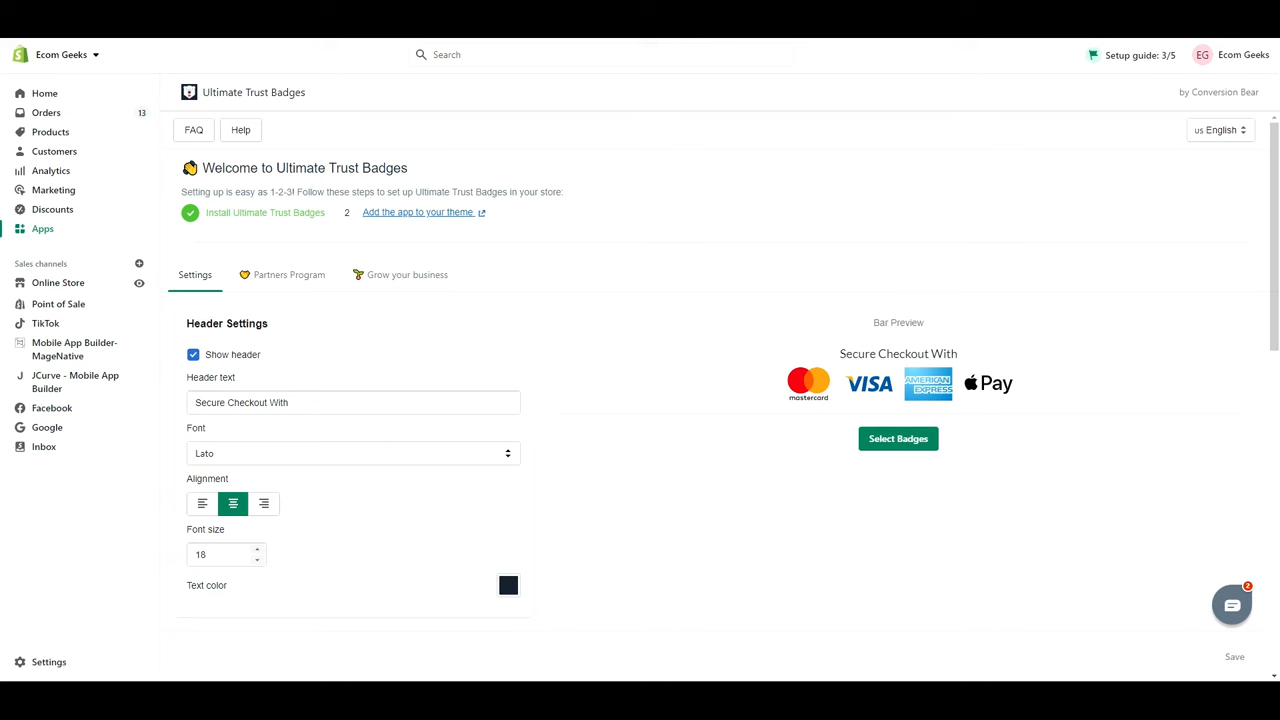 Ecom Geeks
Search
Setup guide: 3/5
EG
Ecom Geeks
Home
Orders
13
Products
Customers
Analytics
Marketing
Discounts
Apps
Sales channels
Online Store
Point of Sale
TikTok
Mobile App Builder-
MageNative
JCurve - Mobile App
Builder
Facebook
Google
Inbox
Settings
Ultimate Trust Badges
by Conversion Bear
FAQ
Help
us English
Welcome to Ultimate Trust Badges
Setting up is easy as 1-2-3! Follow these steps to set up Ultimate Trust Badges in your store:
Install Ultimate Trust Badges
2 Add the app to your theme
Settings
Partners Program
Grow your business
Header Settings
Show header
Header text
Secure Checkout With
Font
Lato
Alignment
Font size
18
Text color
Bar Preview
Secure Checkout With
mastercard
VISA
AMERICAN
EXPRESS
Pay
Select Badges
2
Save